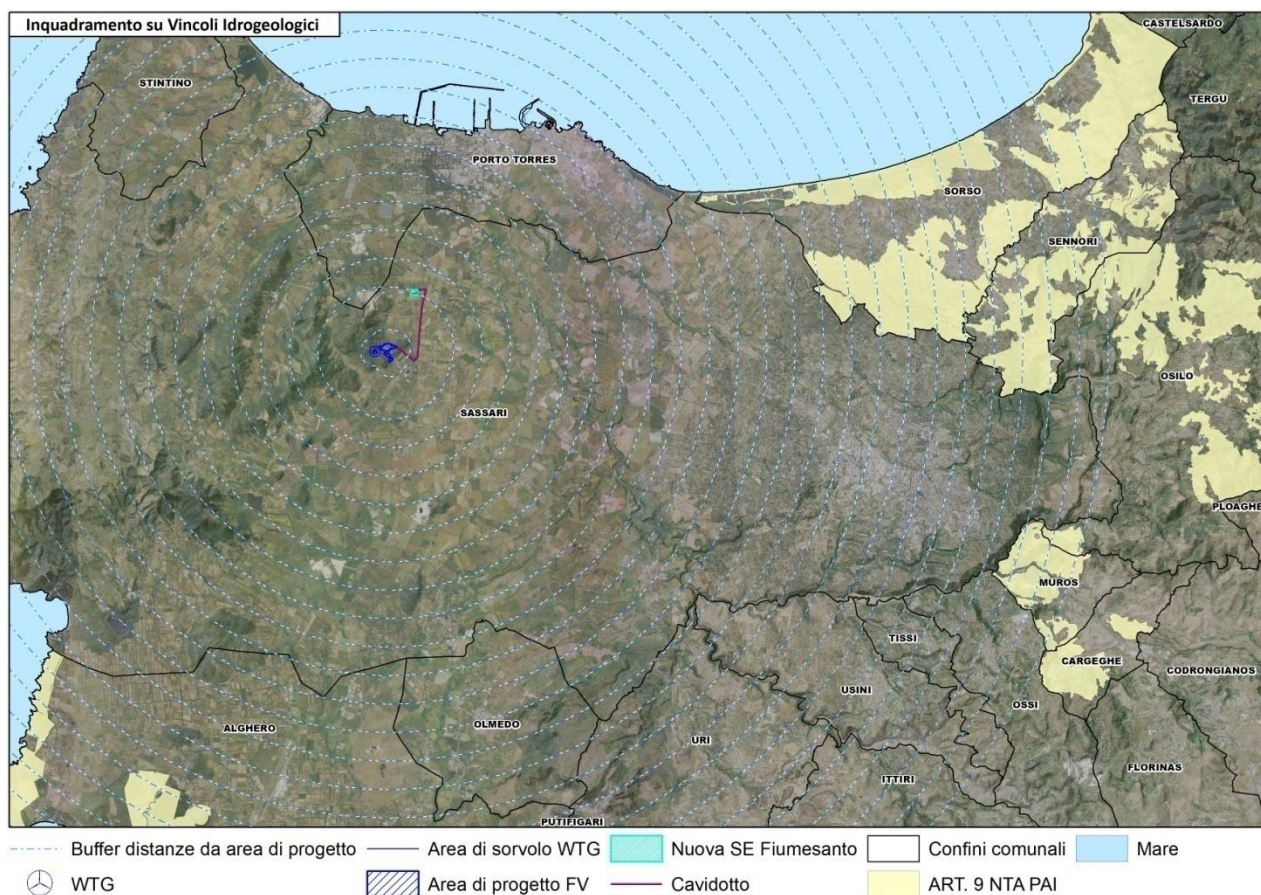 Inquadramento su Vincoli Idrogeologici
CASTELSARDO
STINTINO
TERGU
PORTO TORRES
SORSO
SENNORI
OSILO
SASSARI
PLOAGHE
MUROS
TISSI
CARGEGHE
CODRONGIANOS
USINI
OSSI
ALGHERO
OLMEDO
URI
FLORINAS
ITTIRI
PUTIFIGARI
Buffer distanze da area di progetto
Area di sorvolo WTG
Nuova SE Fiumesanto
Confini comunali
Mare
WTG
Area di progetto FV
Cavidotto
ART. 9 NTA PAI